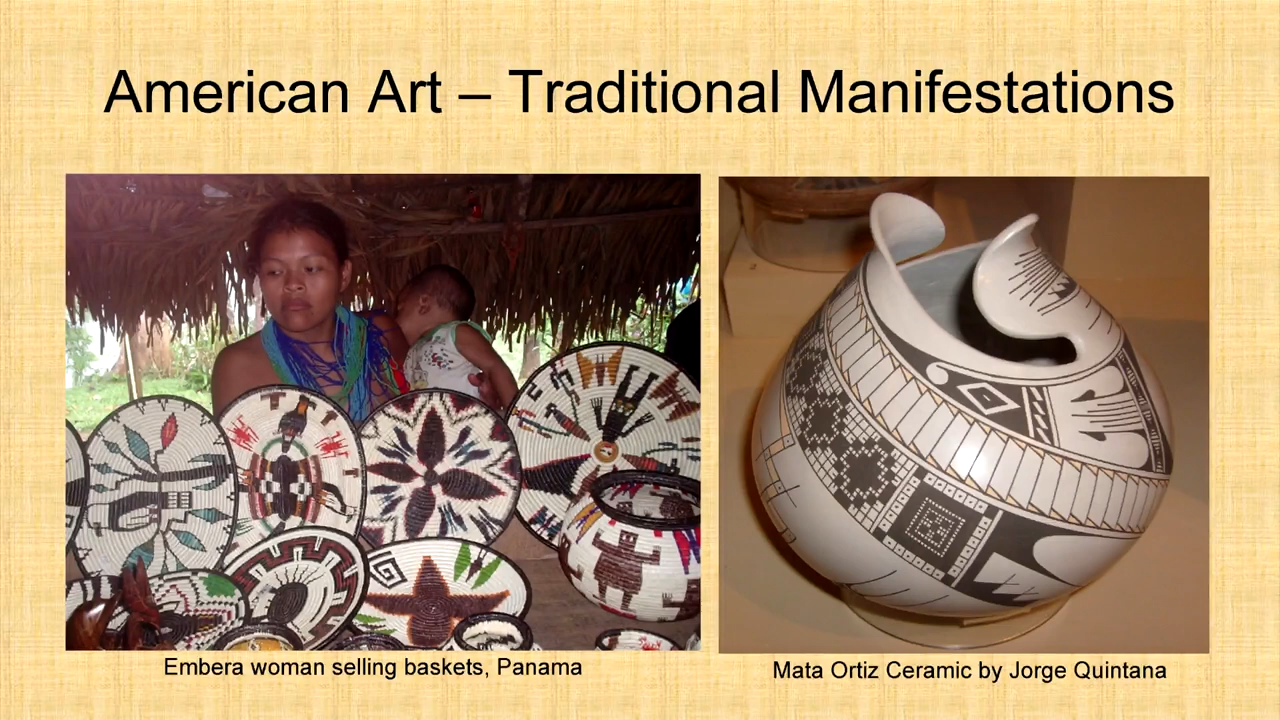 American Art – Traditional Manifestations
Embera woman selling baskets, Panama
Mata Ortiz Ceramic by Jorge Quintana